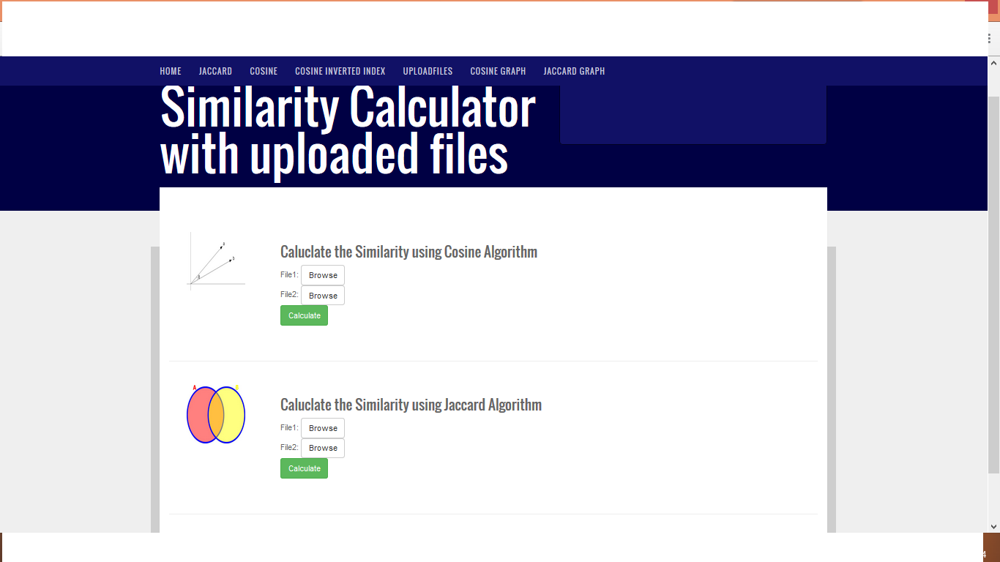 HOME JACCARD COSINE COSINE INVERTED INDEX UPLOADFILES COSINE GRAPH JACCARD GRAPH
Similarity Calculator
with uploaded files
Caluclate the Similarity using Cosine Algorithm
File1: Browse
File2: Browse
Calculate
A
Caluclate the Similarity using Jaccard Algorithm
File1: Browse
File2: Browse
Calculate
4